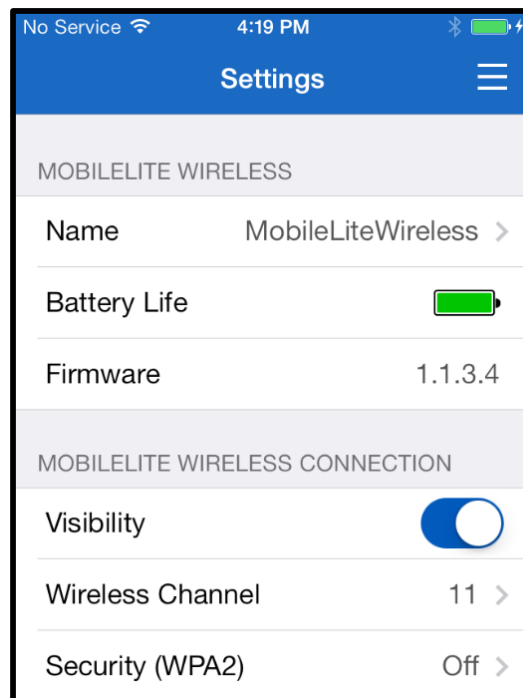 No Service 4:19 PM
Settings
MOBILELITE WIRELESS
Name MobileLiteWireless
Battery Life
Firmware 1.1.3.4
MOBILELITE WIRELESS CONNECTION
Visibility
Wireless Channel 11
Security (WPA2) Off